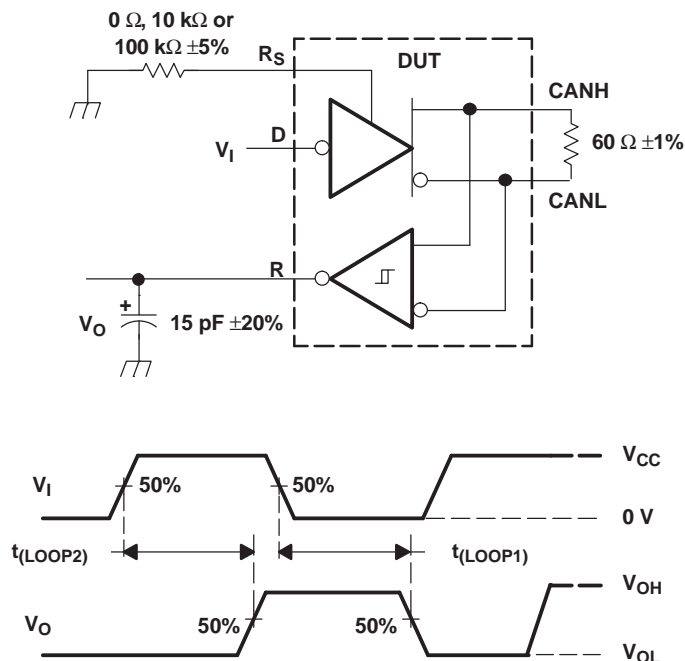 0 Ω, 10 kΩ or
100 kΩ ±5%
RS
DUT
CANH
D
VI
60 Ω ±1%
CANL
R
+
VO
15 pF ±20%
VCC
VI
50%
50%
0 V
t(LOOP2)
t(LOOP1)
VOH
VO
50%
50%
VOL